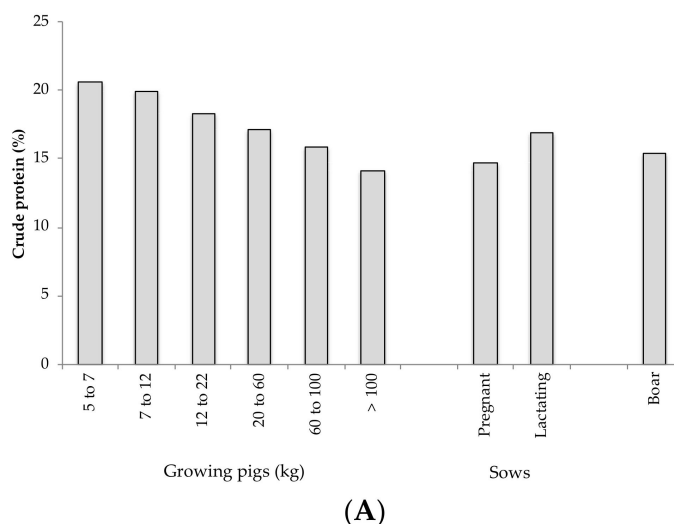 25
20
15
10
5
0
Crude protein (%)
5 to 7
7 to 12
12 to 22
20 to 60
60 to 100
> 100
Pregnant
Lactating
Boar
Growing pigs (kg)
Sows
(A)